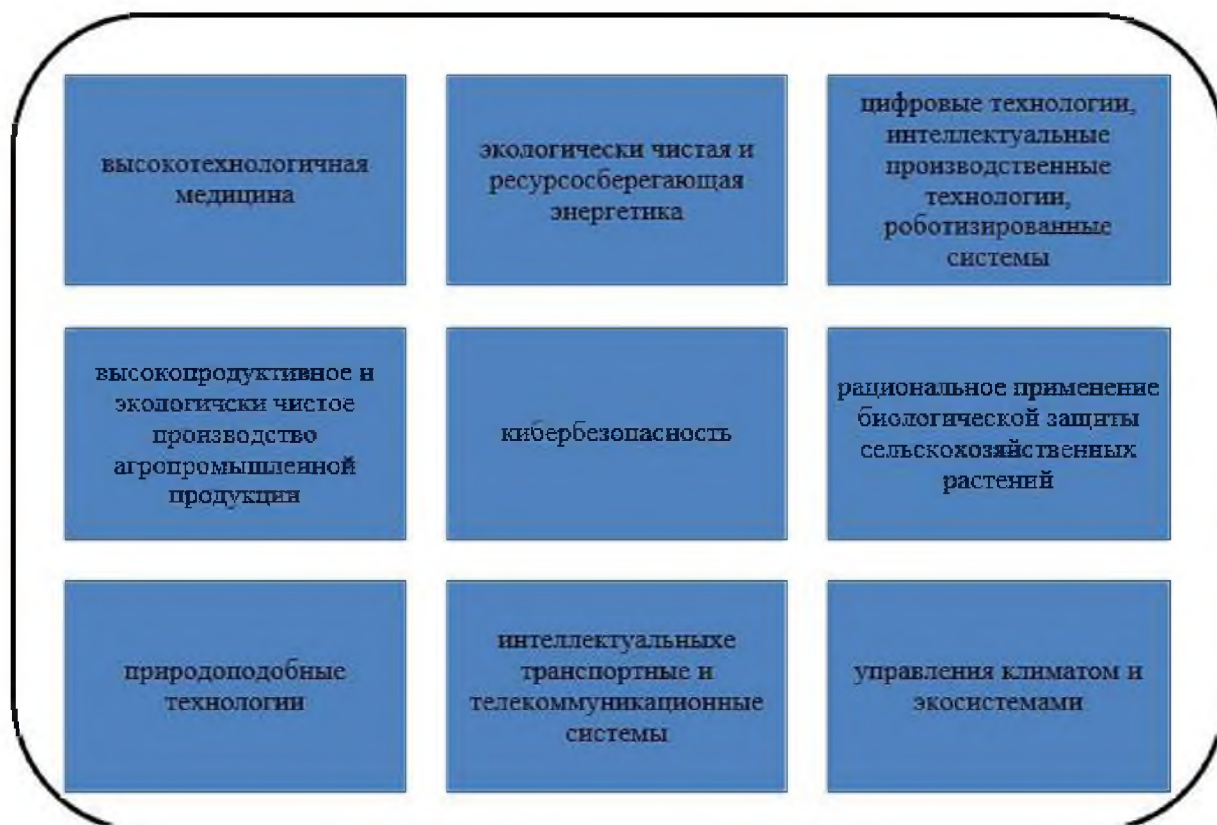 высокотехнологичная
медицина
экологически чистая и
ресурсосберегающая
энергетика
цифровые технологии,
интеллектуальные
производственные
технологии,
роботизированные
системы
высокопродуктивное и
экологичски чистое
производство
агропромышленной
продукции
кибербезопасность
рациональное применение
биологической защиты
сельскохозяйственных
растений
природоподобные
технологии
интеллектуальныхе
транспортные и
телекоммуникационные
системы
управления климатом и
экосистемами